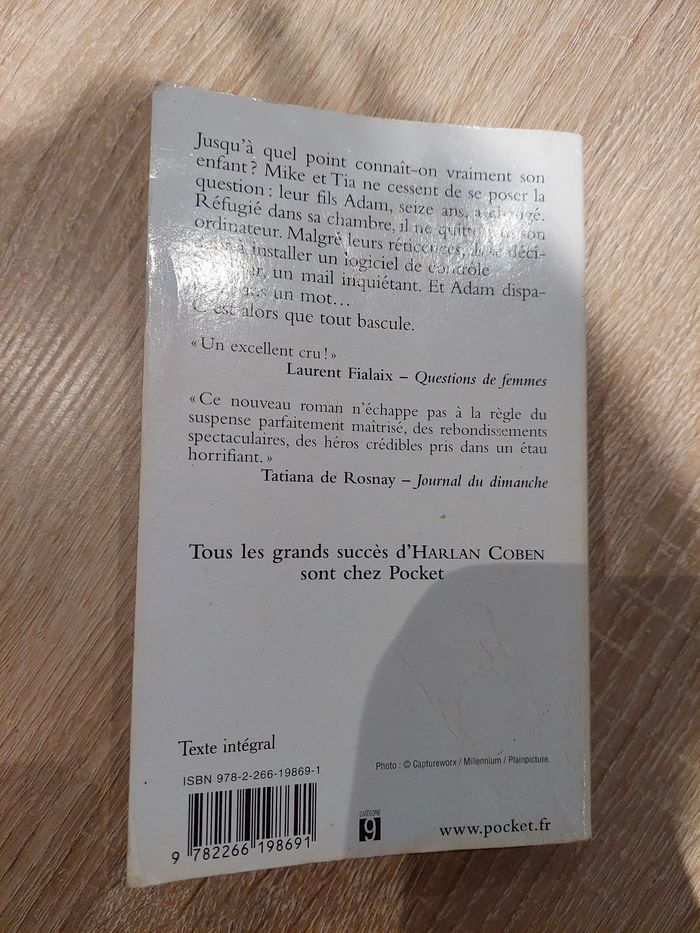 Jusqu'à quel point connaît-on vraiment son
enfant ? Mike et Tia ne cessent de se poser la
question : leur fils Adam, seize ans, a changé.
Réfugié dans sa chambre, il ne quitte son
ordinateur. Malgré leurs réticences, se déci-
à installer un logiciel de contrôle
un mail inquiétant. Et Adam dispa-
un mot…
C'est alors que tout bascule.
« Un excellent cru ! »
Laurent Fialaix – Questions de femmes
« Ce nouveau roman n'échappe pas à la règle du
suspense parfaitement maîtrisé, des rebondissements
spectaculaires, des héros crédibles pris dans un étau
horrifiant. »
Tatiana de Rosnay – Journal du dimanche
Tous les grands succès d'HARLAN COBEN
sont chez Pocket
Texte intégral
Photo : © Captureworx / Millennium / Plainpicture.
ISBN 978-2-266-19869-1
CATÉGORIE
9
www.pocket.fr
9 782266 198691